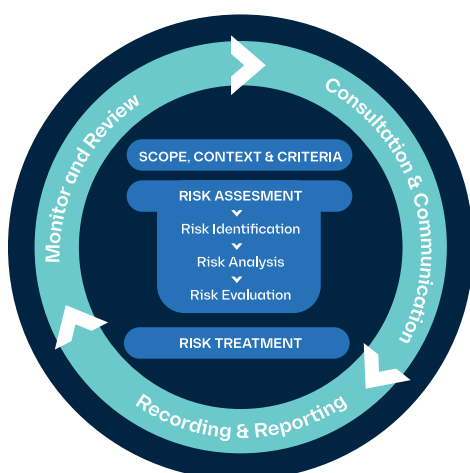 Monitor and Review
Consultation & Communication
SCOPE, CONTEXT & CRITERIA
RISK ASSESMENT
Risk Identification
Risk Analysis
Risk Evaluation
RISK TREATMENT
Recording & Reporting